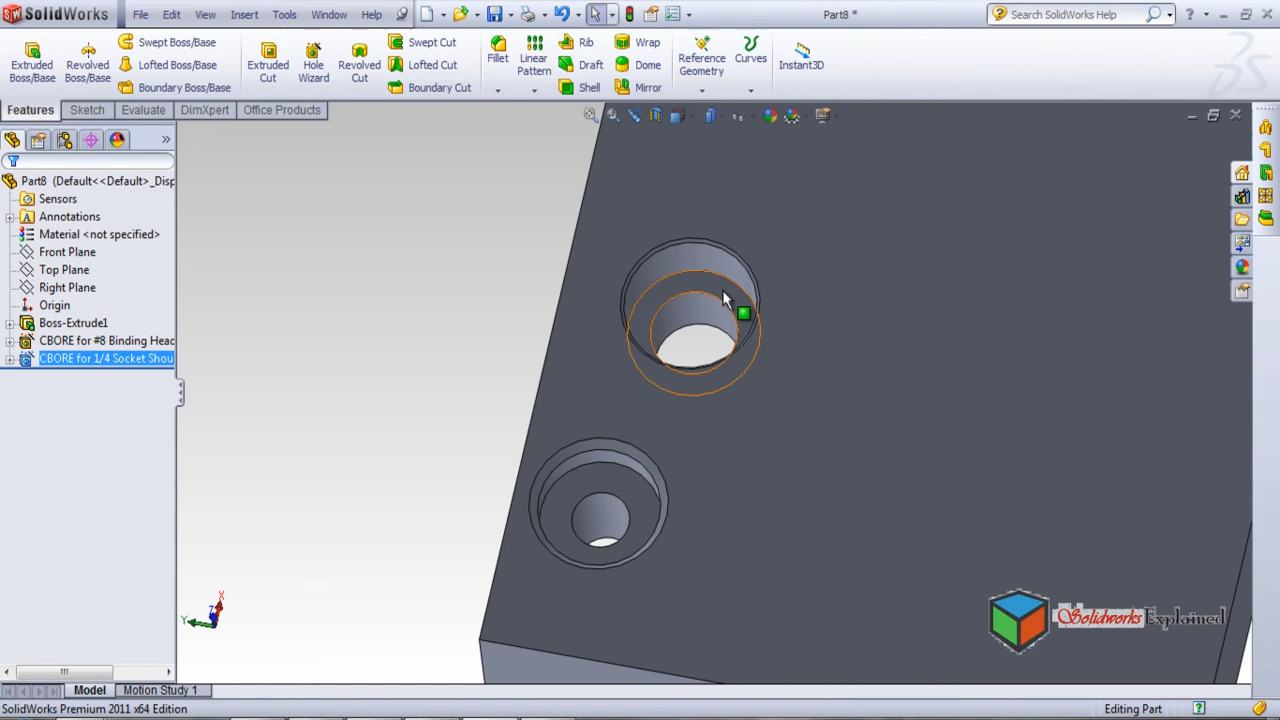 SolidWorks
File Edit View Insert Tools Window Help
Part8 *
Search SolidWorks Help
Extruded Boss/Base
Revolved Boss/Base
Swept Boss/Base
Lofted Boss/Base
Boundary Boss/Base
Extruded Cut
Hole Wizard
Revolved Cut
Swept Cut
Lofted Cut
Boundary Cut
Fillet
Linear Pattern
Rib
Draft
Shell
Wrap
Dome
Mirror
Reference Geometry
Curves
Instant3D
Features Sketch Evaluate DimXpert Office Products
Part8 (Default<<Default>_Disp
Sensors
Annotations
Material <not specified>
Front Plane
Top Plane
Right Plane
Origin
Boss-Extrude1
CBORE for #8 Binding Head
CBORE for 1/4 Socket Shou
X
Y
Z
Solidworks Explained
Model Motion Study 1
SolidWorks Premium 2011 x64 Edition
Editing Part